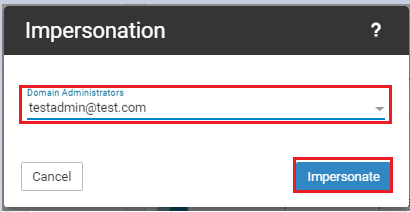 Impersonation ?
Domain Administrators
testadmin@test.com
Cancel Impersonate